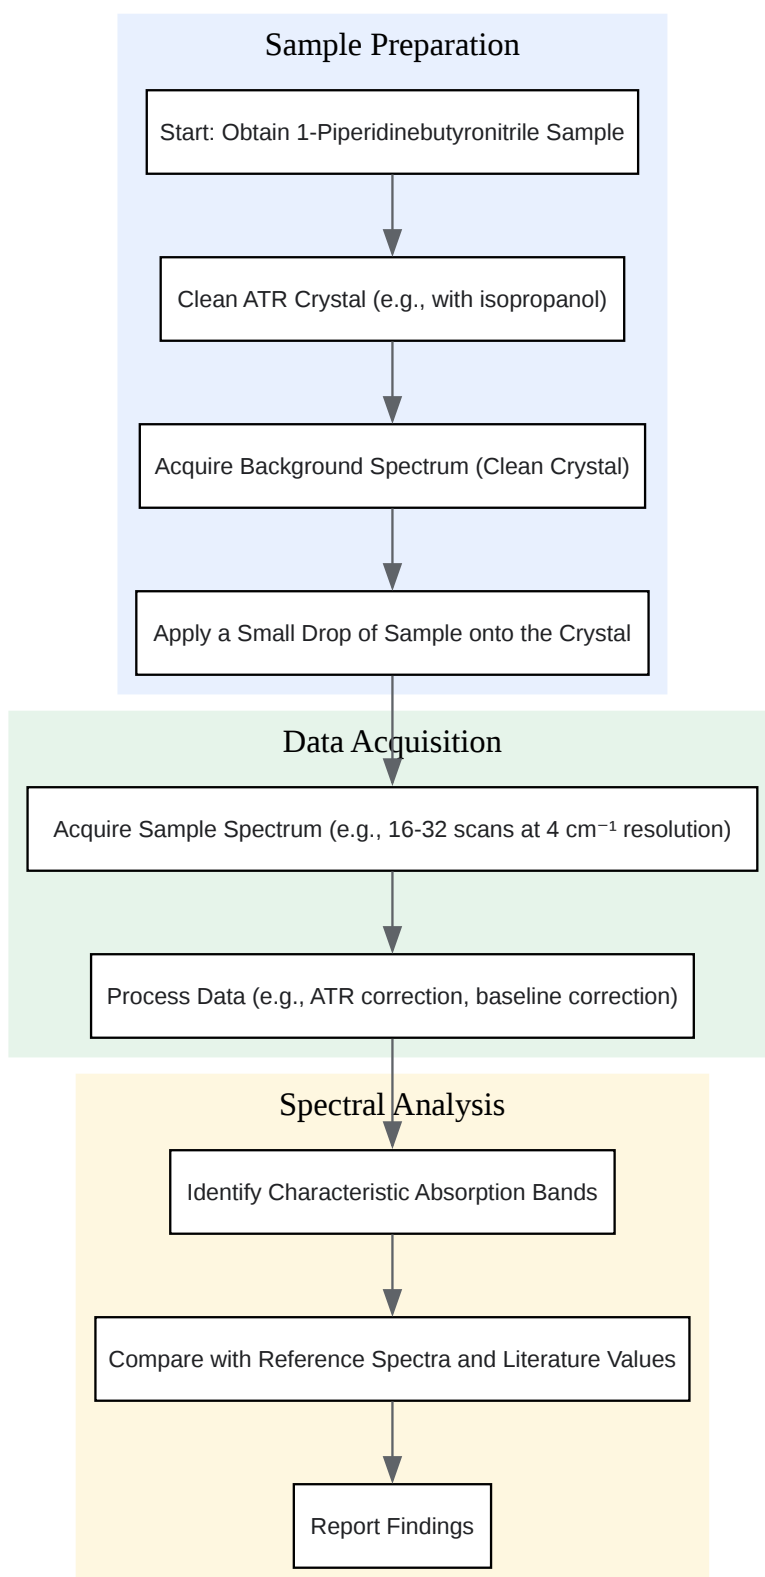 Sample Preparation
Start: Obtain 1-Piperidinebutyronitrile Sample
Clean ATR Crystal (e.g., with isopropanol)
Acquire Background Spectrum (Clean Crystal)
Apply a Small Drop of Sample onto the Crystal
Data Acquisition
Acquire Sample Spectrum (e.g., 16-32 scans at 4 cm⁻¹ resolution)
Process Data (e.g., ATR correction, baseline correction)
Spectral Analysis
Identify Characteristic Absorption Bands
Compare with Reference Spectra and Literature Values
Report Findings